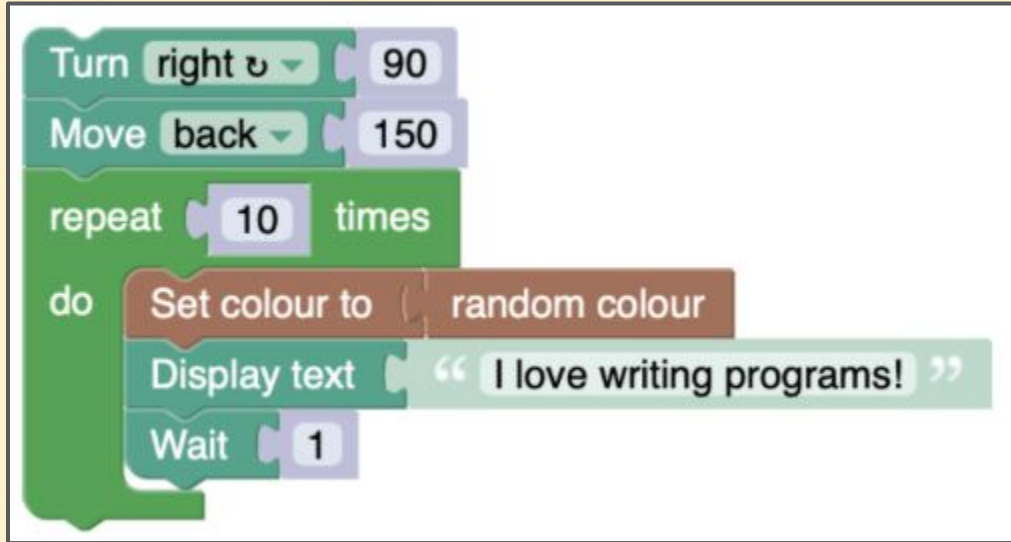 Turn right ↻ 90
Move back 150
repeat 10 times
do Set colour to random colour
Display text “ I love writing programs! ”
Wait 1